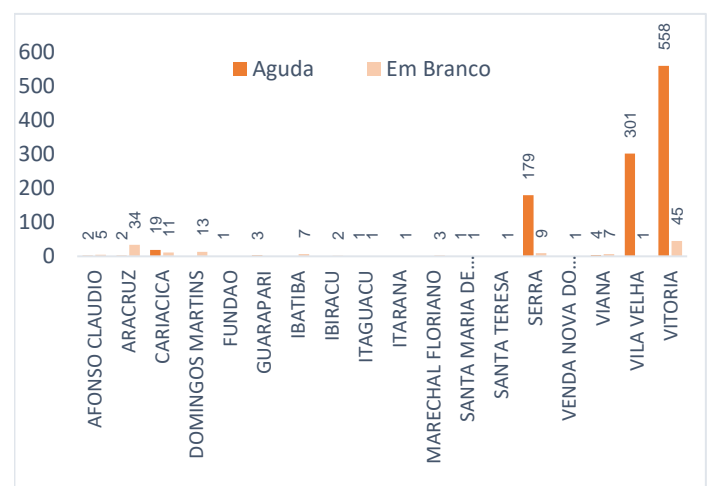 Aguda
Em Branco
600
500
400
300
200
100
0
2
5
2
34
19
11
13
1
3
7
2
1
1
1
3
1
1
1
179
9
1
4
7
301
1
558
45
AFONSO CLAUDIO
ARACRUZ
CARIACICA
DOMINGOS MARTINS
FUNDAO
GUARAPARI
IBATIBA
IBIRACU
ITAGUACU
ITARANA
MARECHAL FLORIANO
SANTA MARIA DE...
SANTA TERESA
SERRA
VENDA NOVA DO...
VIANA
VILA VELHA
VITORIA